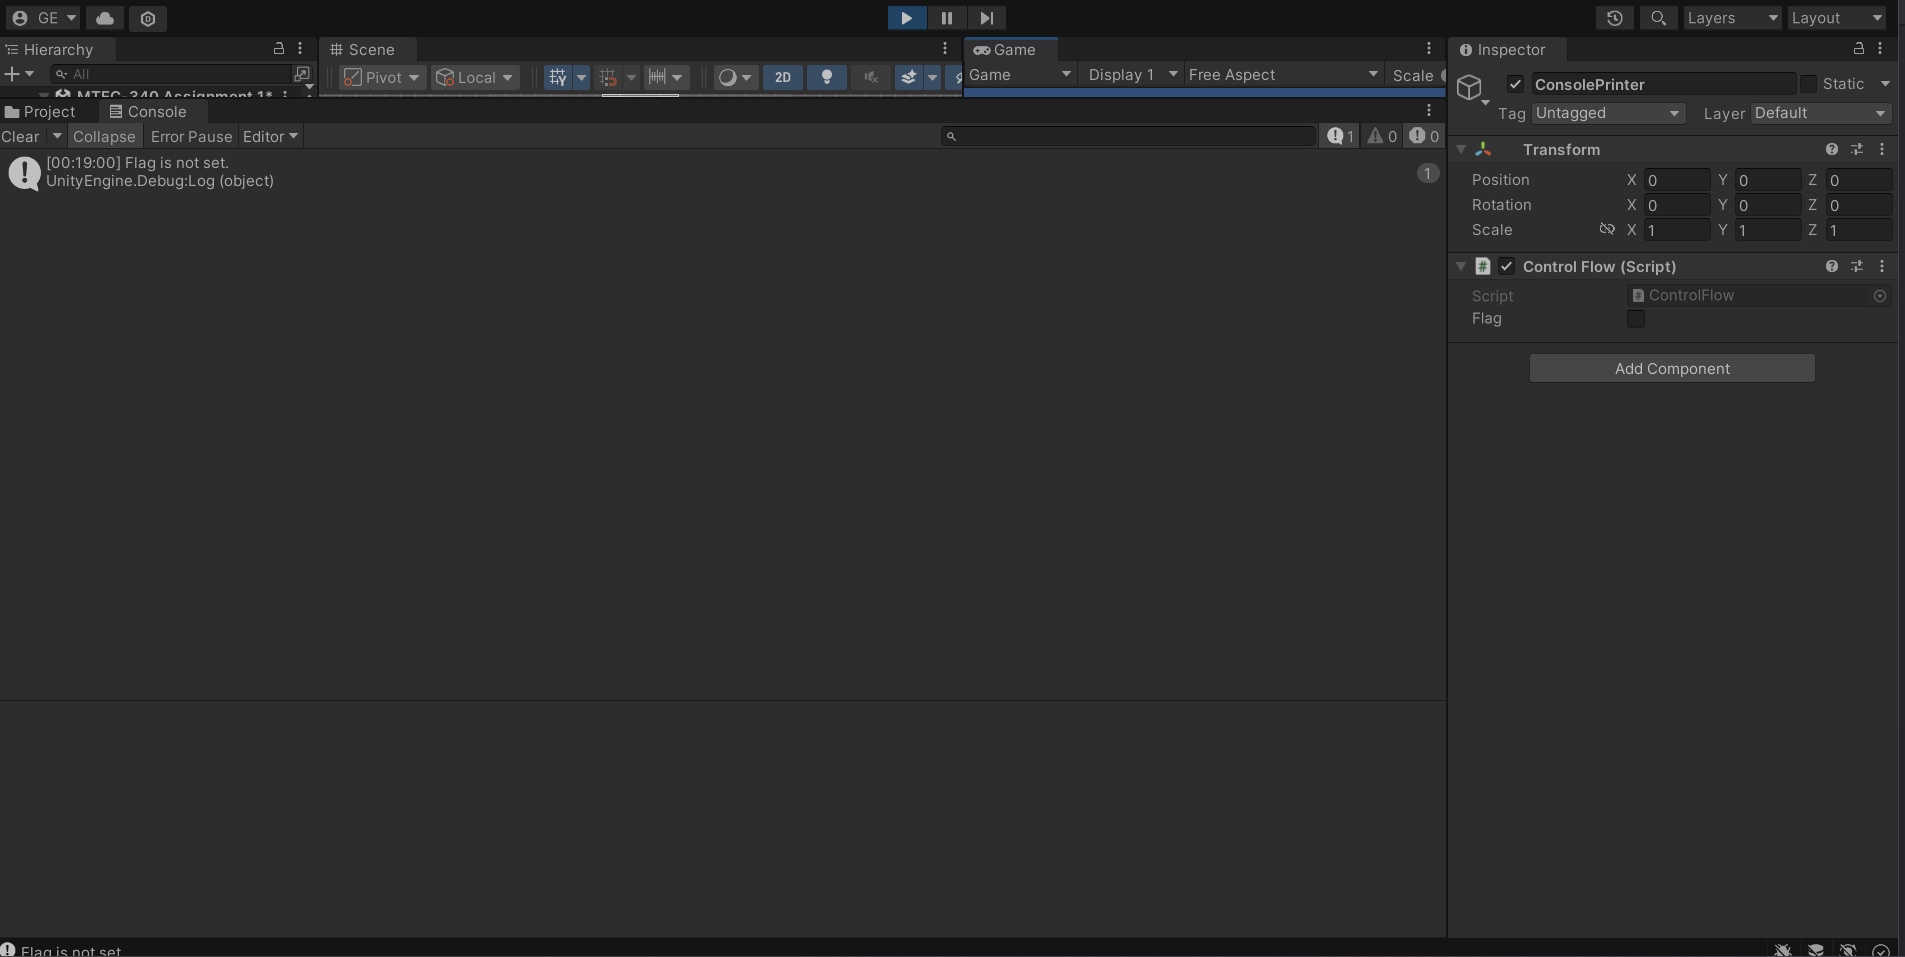 GE
Layers
Layout
Hierarchy
All
MTEC-340 Assignment 1*
Scene
Pivot
Local
2D
Game
Game
Display 1
Free Aspect
Scale
Project
Console
Clear
Collapse
Error Pause
Editor
1
0
0
[00:19:00] Flag is not set.
UnityEngine.Debug:Log (object)
1
Inspector
ConsolePrinter
Static
Tag
Untagged
Layer
Default
Transform
Position X 0 Y 0 Z 0
Rotation X 0 Y 0 Z 0
Scale X 1 Y 1 Z 1
# Control Flow (Script)
Script
ControlFlow
Flag
Add Component
Flag is not set